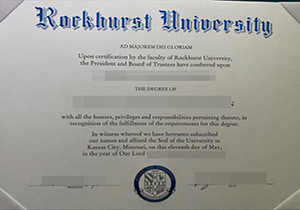 Rockhurst University
AD MAJOREM DEI GLORIAM
Upon certification by the faculty of Rockhurst University,
the President and Board of Trustees have conferred upon
THE DEGREE OF
with all the honors, privileges and responsibilities pertaining thereto, in
recognition of the fulfillment of the requirements for this degree.
In witness whereof we have hereunto subscribed
our names and affixed the Seal of the University in
Kansas City, Missouri, on this eleventh day of May,
in the year of Our Lord